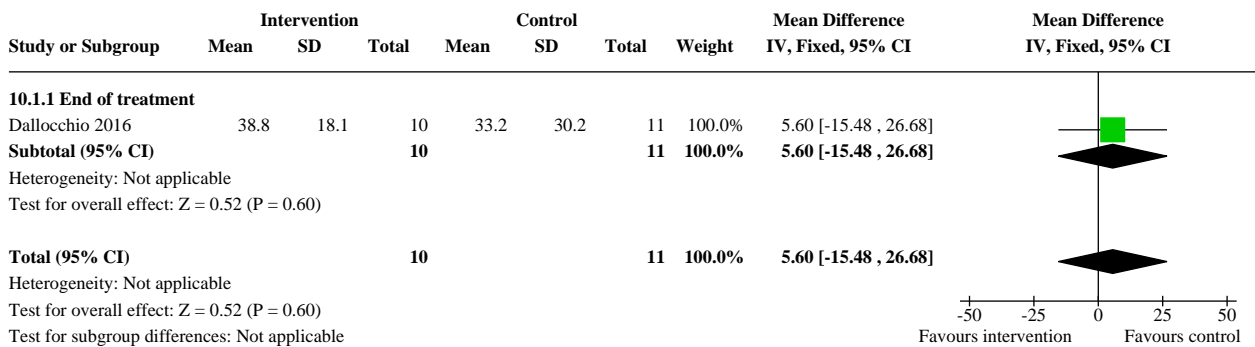 Intervention Control Mean Difference Mean Difference
Study or Subgroup Mean SD Total Mean SD Total Weight IV, Fixed, 95% CI IV, Fixed, 95% CI
10.1.1 End of treatment
Dallocchio 2016 38.8 18.1 10 33.2 30.2 11 100.0% 5.60 [-15.48 , 26.68]
Subtotal (95% CI) 10 11 100.0% 5.60 [-15.48 , 26.68]
Heterogeneity: Not applicable
Test for overall effect: Z = 0.52 (P = 0.60)
Total (95% CI) 10 11 100.0% 5.60 [-15.48 , 26.68]
Heterogeneity: Not applicable
Test for overall effect: Z = 0.52 (P = 0.60)
-50 -25 0 25 50
Test for subgroup differences: Not applicable Favours intervention Favours control